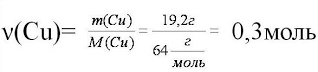 ν(Cu)= m(Cu)/M(Cu) = 19,2г/64 г/моль = 0,3моль